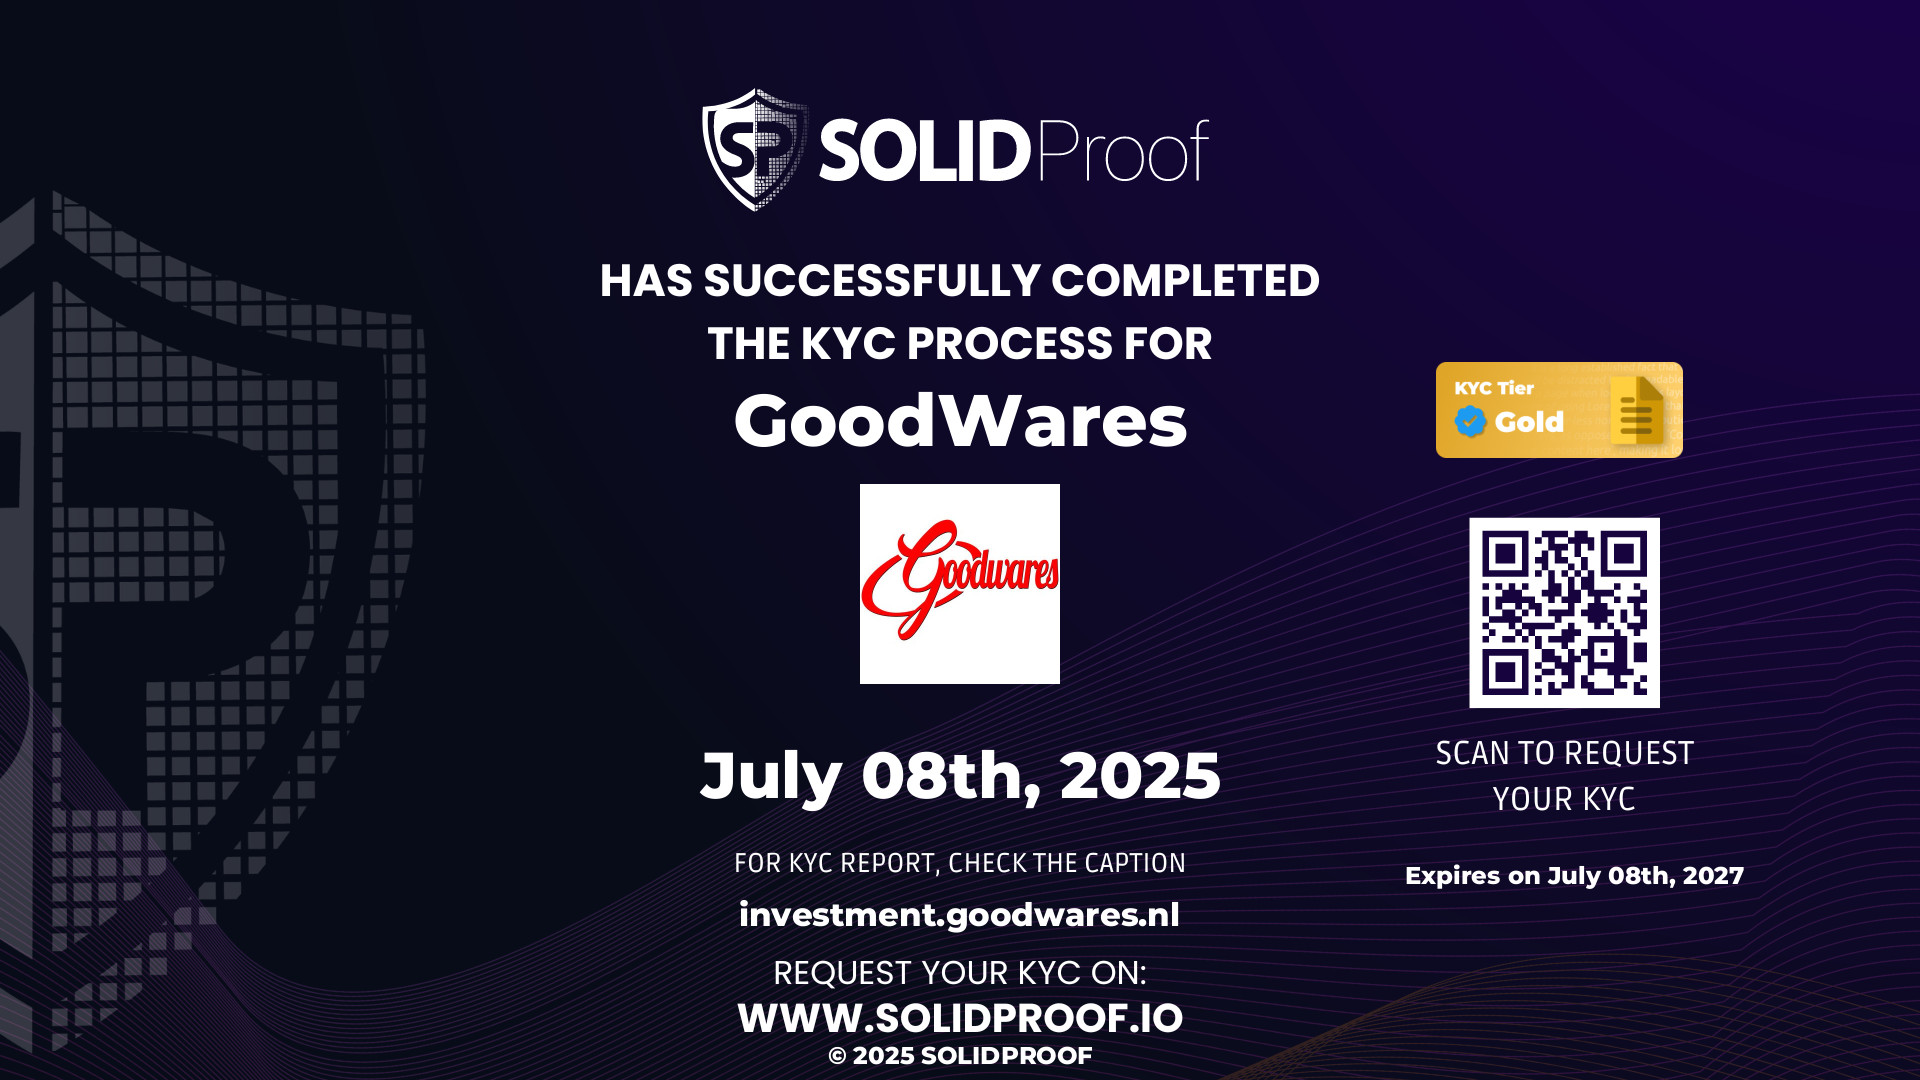 SP SOLIDProof
HAS SUCCESSFULLY COMPLETED
THE KYC PROCESS FOR
GoodWares
Goodwares
July 08th, 2025
FOR KYC REPORT, CHECK THE CAPTION
investment.goodwares.nl
REQUEST YOUR KYC ON:
WWW.SOLIDPROOF.IO
© 2025 SOLIDPROOF
KYC Tier
Gold
SCAN TO REQUEST
YOUR KYC
Expires on July 08th, 2027